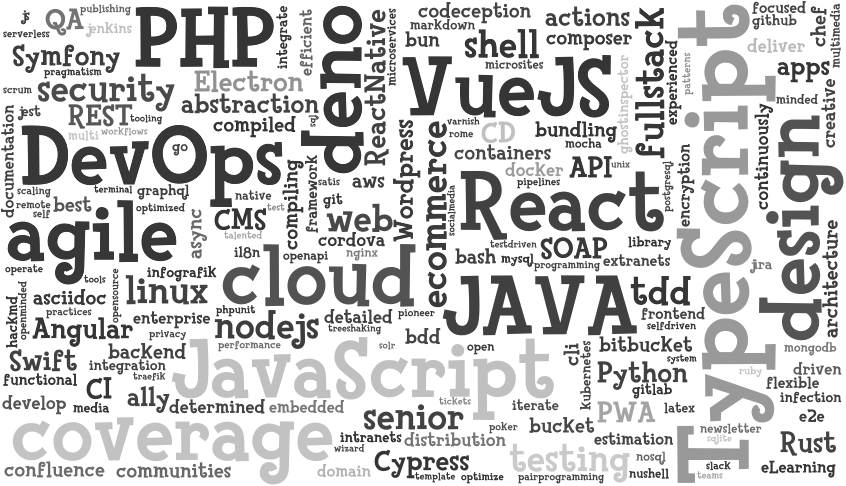 js
QA
publishing
jenkins
serverless
PHP
integrate
efficient
deno
ReactNative
microservices
codeception
markdown
bun
shell
actions
composer
microsites
fullstack
experienced
patterns
TypeScript
focused
github
deliver
chef
multimedia
apps
Symfony
pragmatism
scrum
security
Electron
abstraction
jest
REST
tooling
multi
workflows
compiled
sql
VueJS
ghostinspector
minded
creative
documentation
DevOps
go
varnish
rome
CD
bundling
mocha
containers
docker
API
unix
pipelines
postgresql
encryption
continuously
design
scaling
terminal
graphql
native
compiling
framework
satis
aws
Wordpress
ecommerce
socialmedia
React
remote
self
best
optimized
async
CMS
test
talented
git
web
cordova
nginx
agile
i18n
openapi
testdriven
SOAP
library
bash
mysql
programming
extranets
jira
architecture
operate
tools
infografik
cloud
hackmd
openminded
asciidoc
practices
opensource
linux
JAVA
tdd
Angular
enterprise
privacy
phpunit
nodejs
detailed
treeshaking
pioneer
bdd
frontend
selfdriven
performance
solr
open
cli
kubernetes
bitbucket
system
mongodb
Swift
backend
integration
traefik
JavaScript
functional
Python
gitlab
ruby
driven
flexible
infection
CI
develop
media
ally
determined
embedded
tickets
iterate
PWA
latex
e2e
coverage
senior
poker
bucket
newsletter
sqlite
intranets
distribution
wizard
estimation
Rust
confluence
communities
domain
Cypress
testing
nosql
slack
eLearning
template
optimize
pairprogramming
nushell
teams